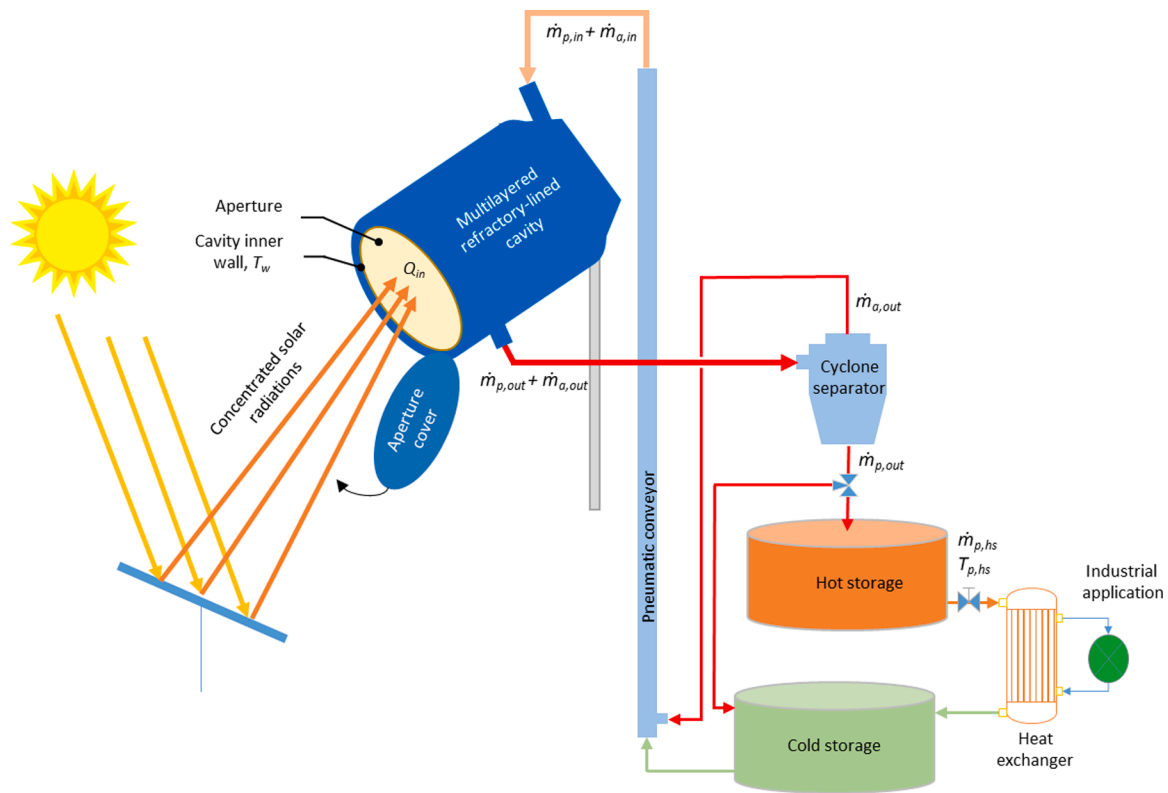 ṁp,in + ṁa,in
Multilayered
refractory-lined
cavity
Aperture
Cavity inner
wall, Tw
Qin
ṁa,out
Cyclone
separator
Concentrated solar
radiations
ṁp,out + ṁa,out
Aperture
cover
ṁp,out
Pneumatic conveyor
ṁp,hs
Tp,hs
Hot storage
Industrial
application
Cold storage
Heat
exchanger